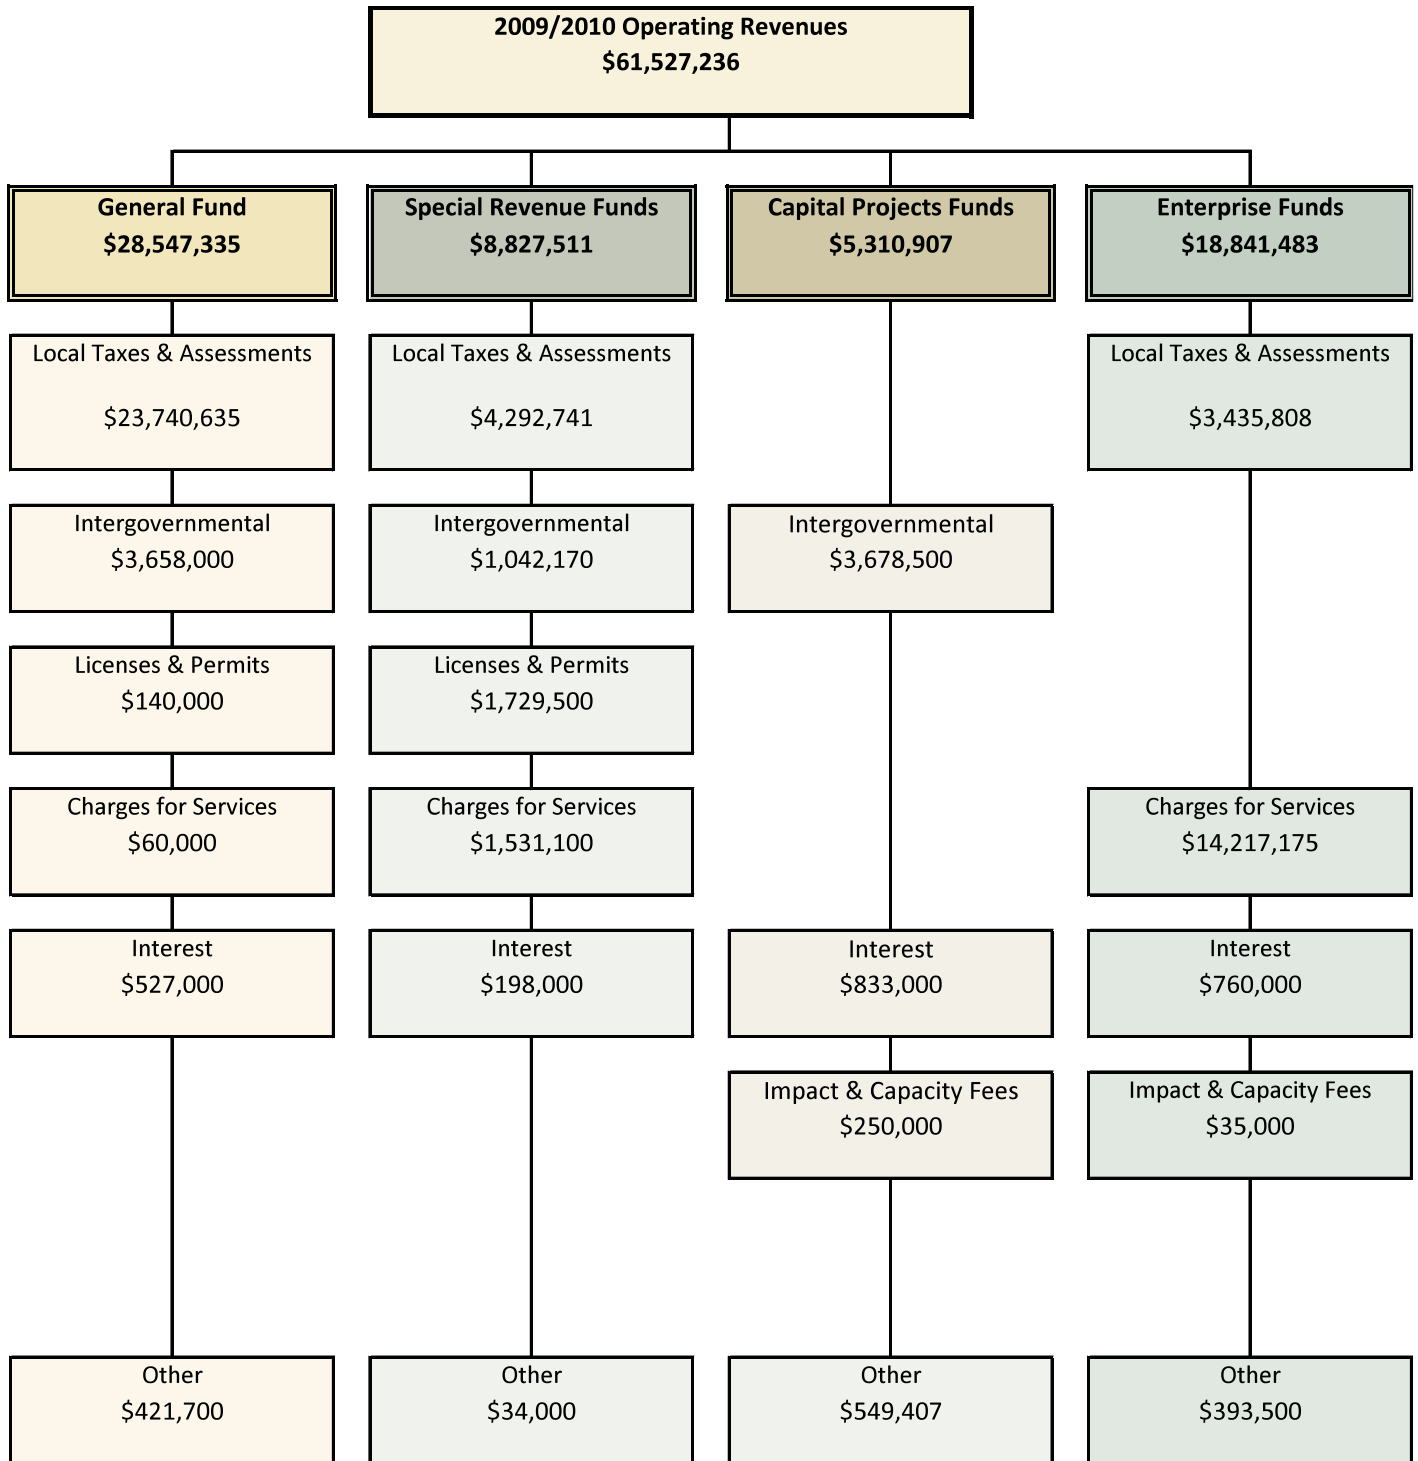 2009/2010 Operating Revenues
$61,527,236
General Fund
$28,547,335
Special Revenue Funds
$8,827,511
Capital Projects Funds
$5,310,907
Enterprise Funds
$18,841,483
Local Taxes & Assessments
$23,740,635
Local Taxes & Assessments
$4,292,741
Local Taxes & Assessments
$3,435,808
Intergovernmental
$3,658,000
Intergovernmental
$1,042,170
Intergovernmental
$3,678,500
Licenses & Permits
$140,000
Licenses & Permits
$1,729,500
Charges for Services
$60,000
Charges for Services
$1,531,100
Charges for Services
$14,217,175
Interest
$527,000
Interest
$198,000
Interest
$833,000
Interest
$760,000
Impact & Capacity Fees
$250,000
Impact & Capacity Fees
$35,000
Other
$421,700
Other
$34,000
Other
$549,407
Other
$393,500